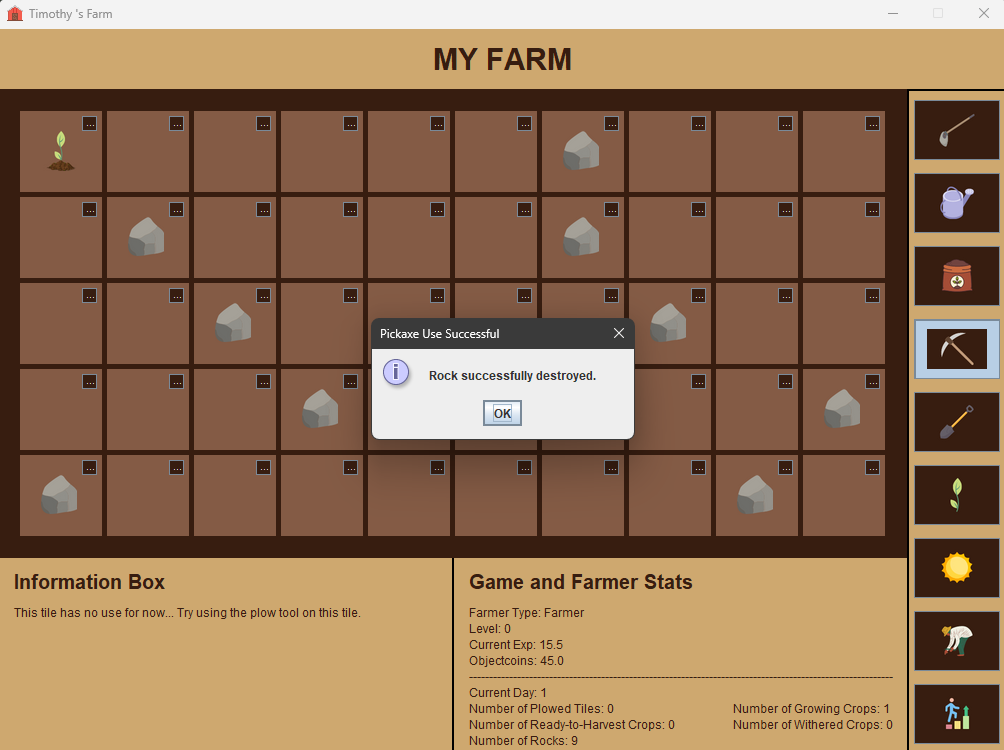 Timothy 's Farm
MY FARM
... ... ... ... ... ... ... ... ... ...
... ... ... ... ... ... ... ... ... ...
... ... ... ... ... ... ... ... ... ...
Pickaxe Use Successful
Rock successfully destroyed.
OK
... ... ... ... ... ... ... ... ... ...
... ... ... ... ... ... ... ... ... ...
Information Box
This tile has no use for now... Try using the plow tool on this tile.
Game and Farmer Stats
Farmer Type: Farmer
Level: 0
Current Exp: 15.5
Objectcoins: 45.0
Current Day: 1
Number of Plowed Tiles: 0 Number of Growing Crops: 1
Number of Ready-to-Harvest Crops: 0 Number of Withered Crops: 0
Number of Rocks: 9